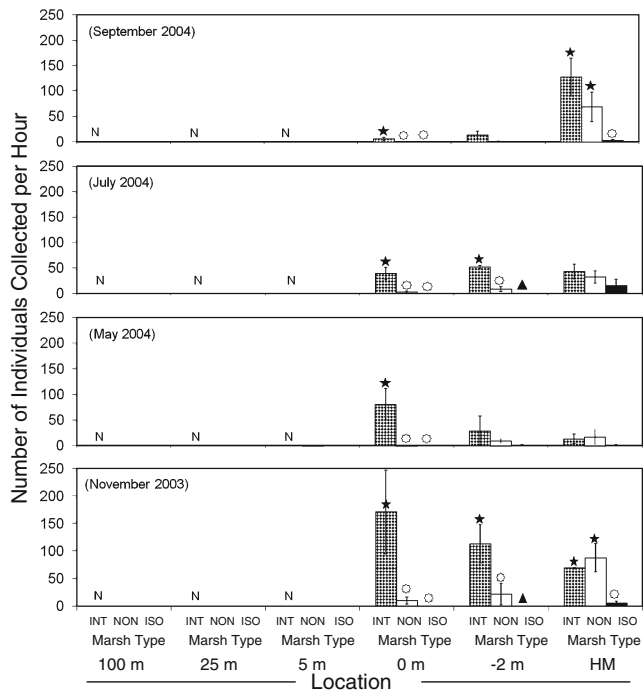 Number of Individuals Collected per Hour
(September 2004)
250
200
150
100
50
0
N N N
(July 2004)
250
200
150
100
50
0
N N N
(May 2004)
250
200
150
100
50
0
N N N
(November 2003)
250
200
150
100
50
0
N N N
INT NON ISO INT NON ISO INT NON ISO INT NON ISO INT NON ISO INT NON ISO
Marsh Type Marsh Type Marsh Type Marsh Type Marsh Type Marsh Type
100 m 25 m 5 m 0 m -2 m HM
Location